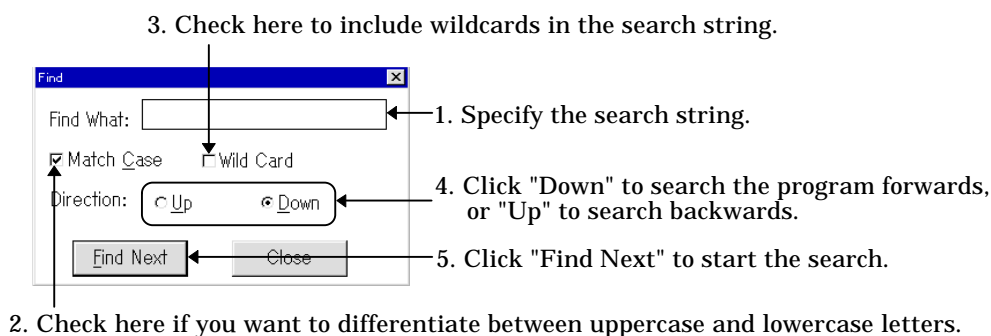 3. Check here to include wildcards in the search string.
Find
Find What:
1. Specify the search string.
Match Case
Wild Card
Direction:
Up
Down
4. Click "Down" to search the program forwards,
or "Up" to search backwards.
Find Next
Close
5. Click "Find Next" to start the search.
2. Check here if you want to differentiate between uppercase and lowercase letters.